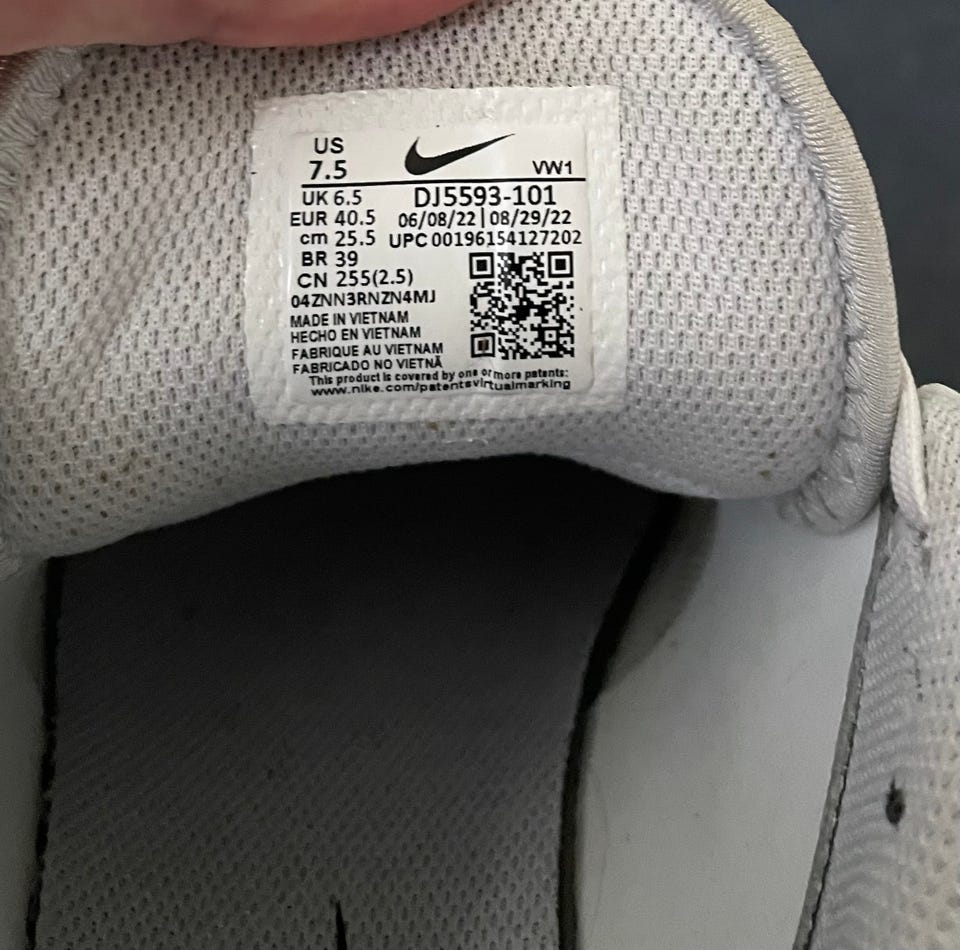 US
7.5
VW1
UK 6.5
DJ5593-101
EUR 40.5
06/08/22 | 08/29/22
cm 25.5
UPC 00196154127202
BR 39
CN 255(2.5)
04ZNN3RNZN4MJ
MADE IN VIETNAM
HECHO EN VIETNAM
FABRIQUE AU VIETNAM
FABRICADO NO VIETNÃ
This product is covered by one or more patents:
www.nike.com/patentsvirtualmarking